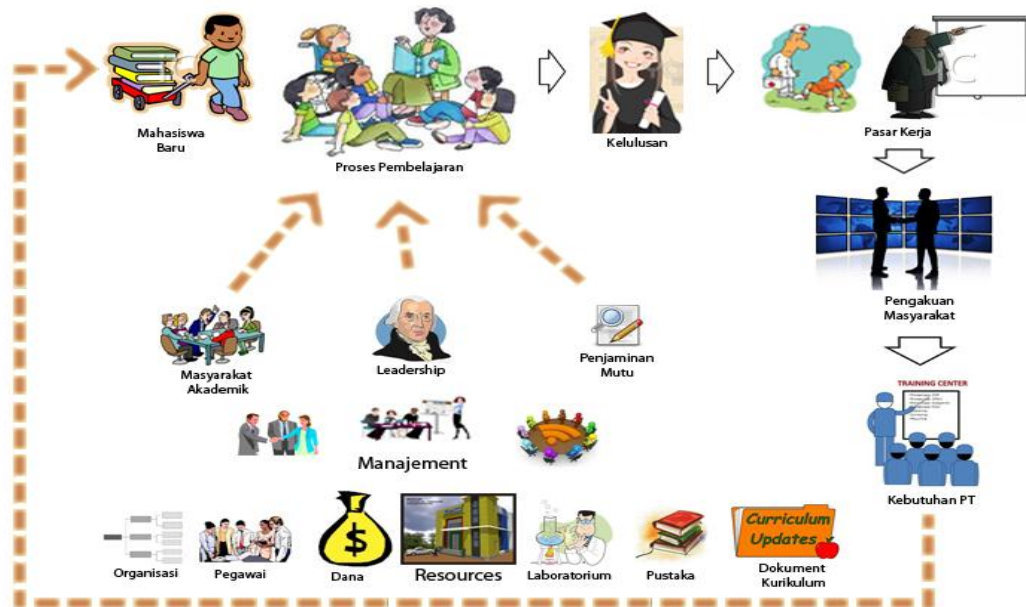 Mahasiswa
Baru
Proses Pembelajaran
Kelulusan
Pasar Kerja
Pengakuan
Masyarakat
Masyarakat
Akademik
Leadership
Penjaminan
Mutu
TRAINING CENTER
Manajement
Kebutuhan PT
$
Curriculum
Updates
Organisasi
Pegawai
Dana
Resources
Laboratorium
Pustaka
Dokument
Kurikulum